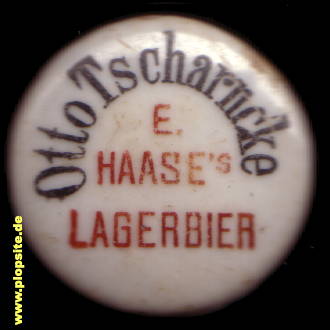 Otto Tscharncke
E.
HAASE's
LAGERBIER
www.plopsite.de